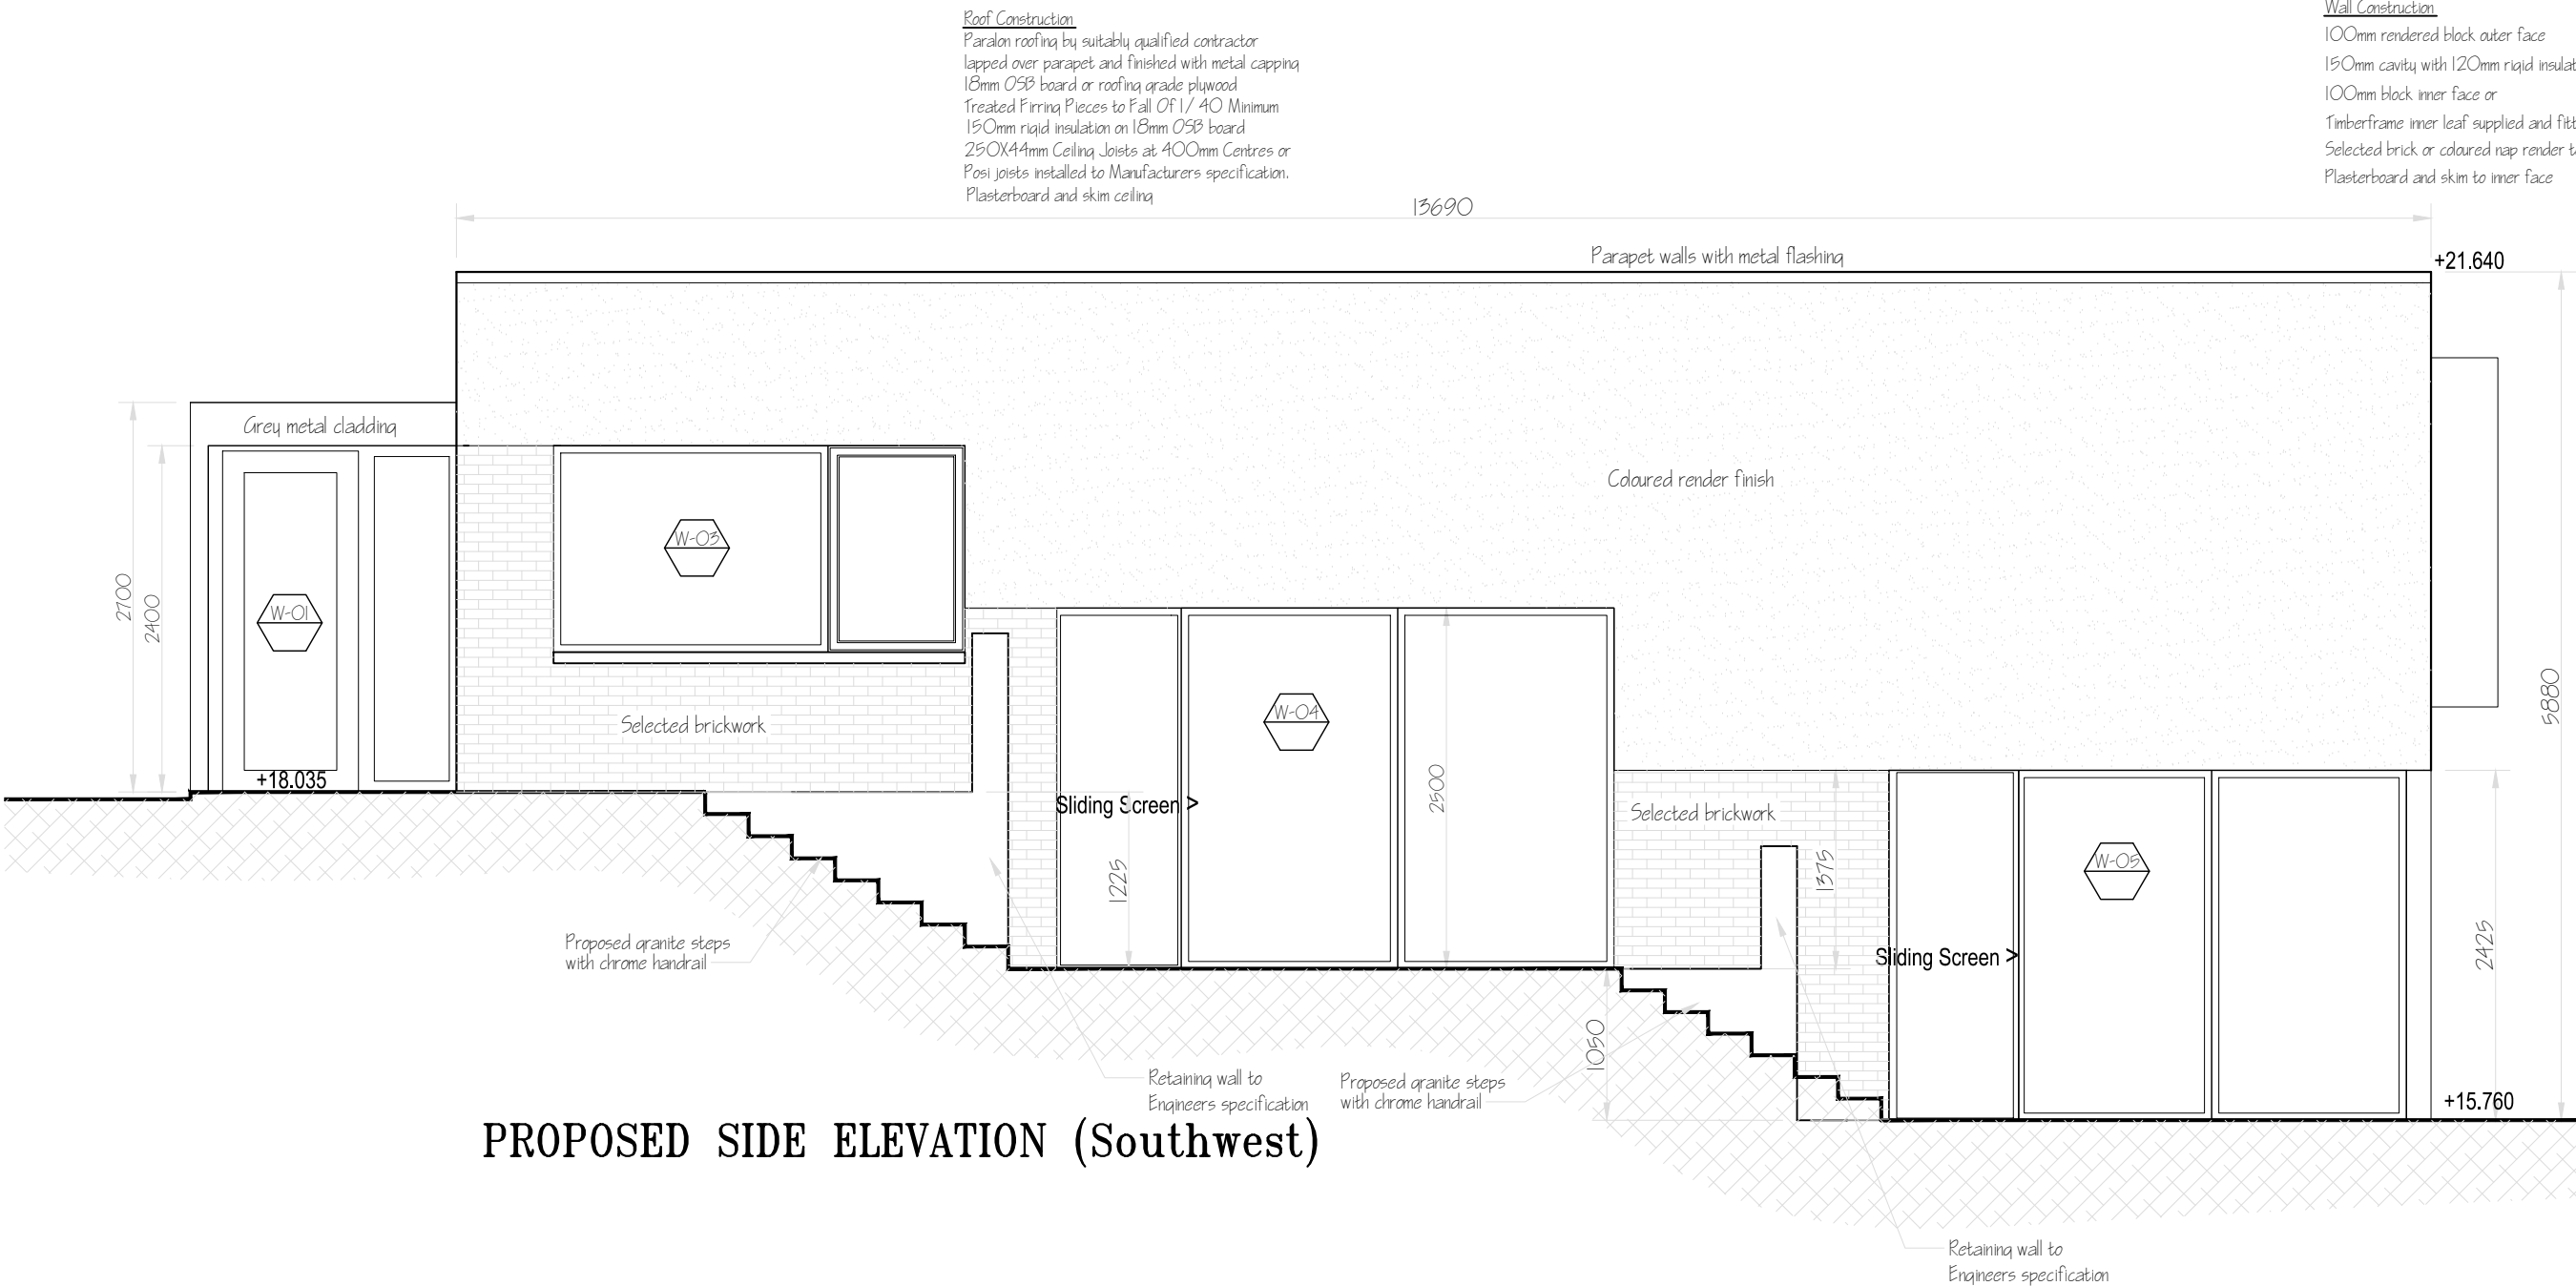 Roof Construction
Paralon roofing by suitably qualified contractor
lapped over parapet and finished with metal capping
18mm OSB board or roofing grade plywood
Treated Firring Pieces to Fall Of 1/ 40 Minimum
150mm rigid insulation on 18mm OSB board
250X44mm Ceiling Joists at 400mm Centres or
Posi joists installed to Manufacturers specification.
Plasterboard and skim ceiling
Wall Construction
100mm rendered block outer face
150mm cavity with 120mm rigid insulat
100mm block inner face or
Timberframe inner leaf supplied and fitt
Selected brick or coloured nap render t
Plasterboard and skim to inner face
13690
Parapet walls with metal flashing
+21.640
Grey metal cladding
Coloured render finish
W-03
2700
2400
W-01
5880
W-04
Selected brickwork
+18.035
2500
Sliding Screen >
Selected brickwork
1225
1375
W-05
Proposed granite steps
with chrome handrail
Sliding Screen >
2425
1050
Retaining wall to
Engineers specification
Proposed granite steps
with chrome handrail
+15.760
PROPOSED SIDE ELEVATION (Southwest)
Retaining wall to
Engineers specification